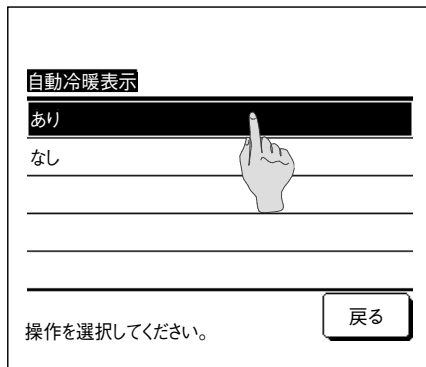 自動冷暖表示
あり
なし
戻る
操作を選択してください。